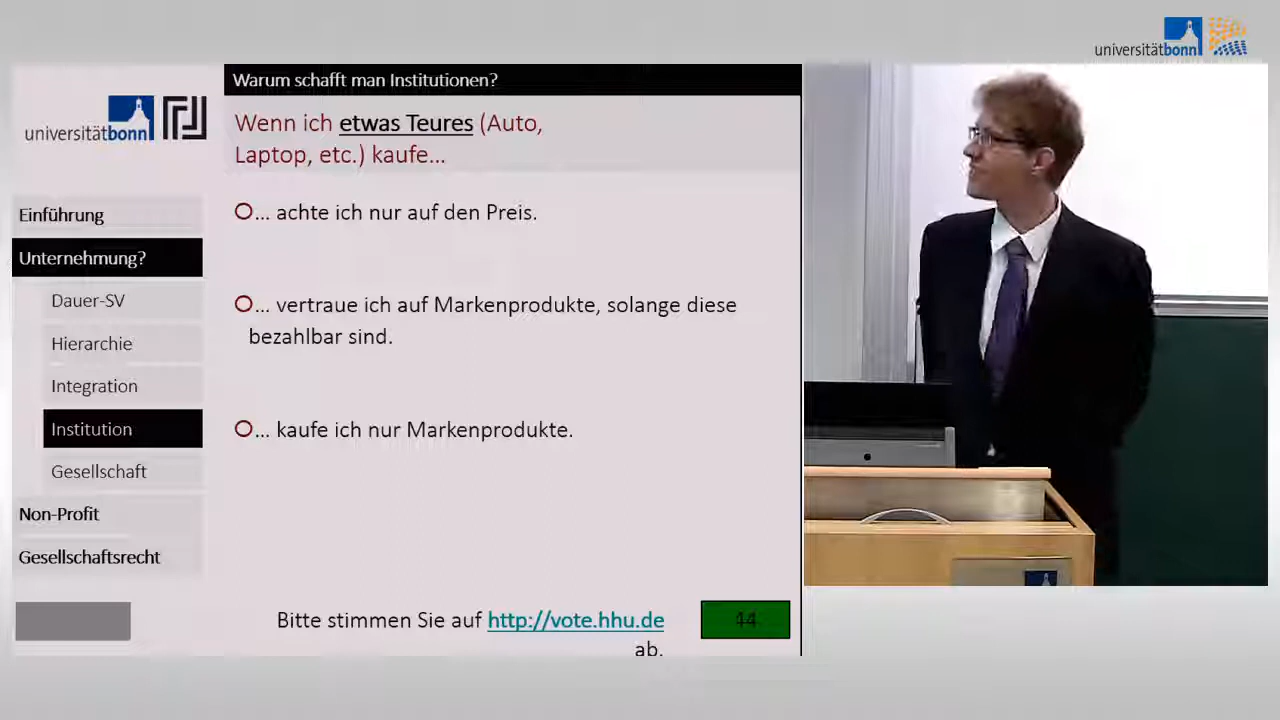 universitätbonn
Warum schafft man Institutionen?
universitätbonn
Wenn ich etwas Teures (Auto,
Laptop, etc.) kaufe...
Einführung
Unternehmung?
Dauer-SV
Hierarchie
Integration
Institution
Gesellschaft
Non-Profit
Gesellschaftsrecht
... achte ich nur auf den Preis.
... vertraue ich auf Markenprodukte, solange diese
bezahlbar sind.
... kaufe ich nur Markenprodukte.
Bitte stimmen Sie auf http://vote.hhu.de
ab.
44